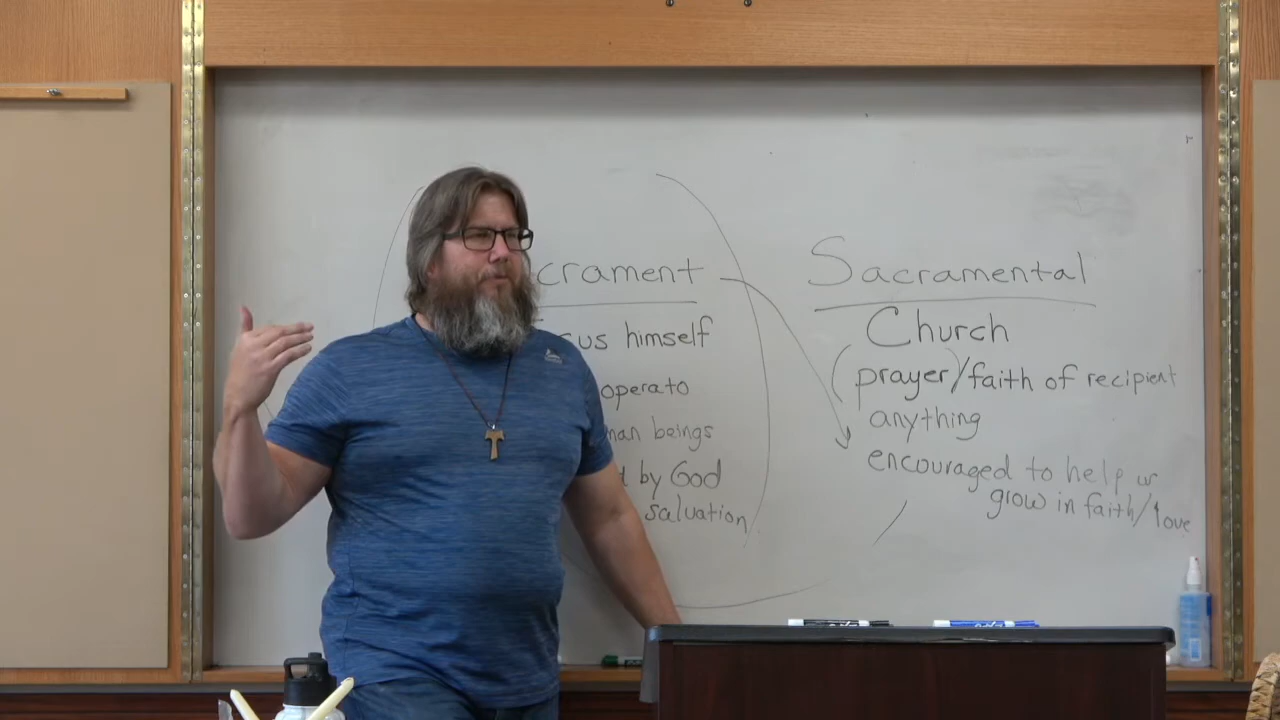 crament
Sacramental
cus himself
Church
operato
(prayer)/faith of recipient
man beings
anything
t by God
encouraged to help us
salvation
grow in faith/love